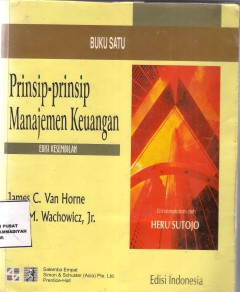 BUKU SATU
Prinsip-prinsip
Manajemen Keuangan
EDISI KESEMBILAN
James C. Van Horne
M. Wachowicz, Jr.
HERU SUTOJO
PUSAT
Salemba Empat
Simon & Schuster (Asia) Pte. Ltd.
Prentice-Hall
Edisi Indonesia